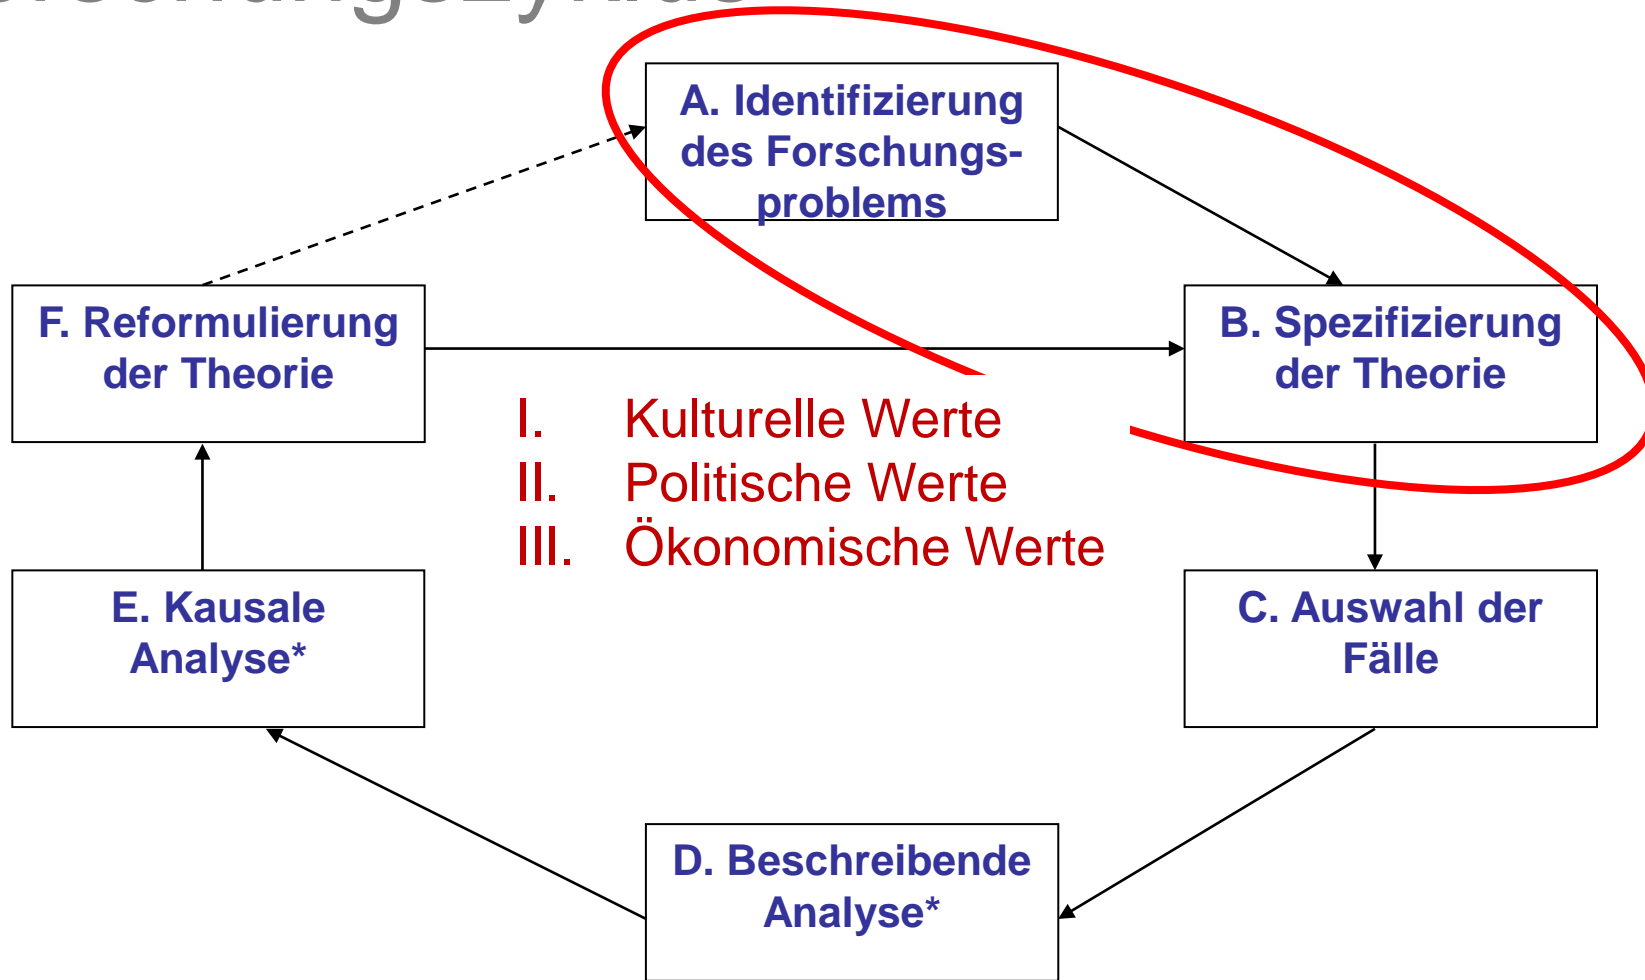 A. Identifizierung
des Forschungs-
problems
F. Reformulierung
der Theorie
B. Spezifizierung
der Theorie
I. Kulturelle Werte
II. Politische Werte
III. Ökonomische Werte
E. Kausale
Analyse*
C. Auswahl der
Fälle
D. Beschreibende
Analyse*